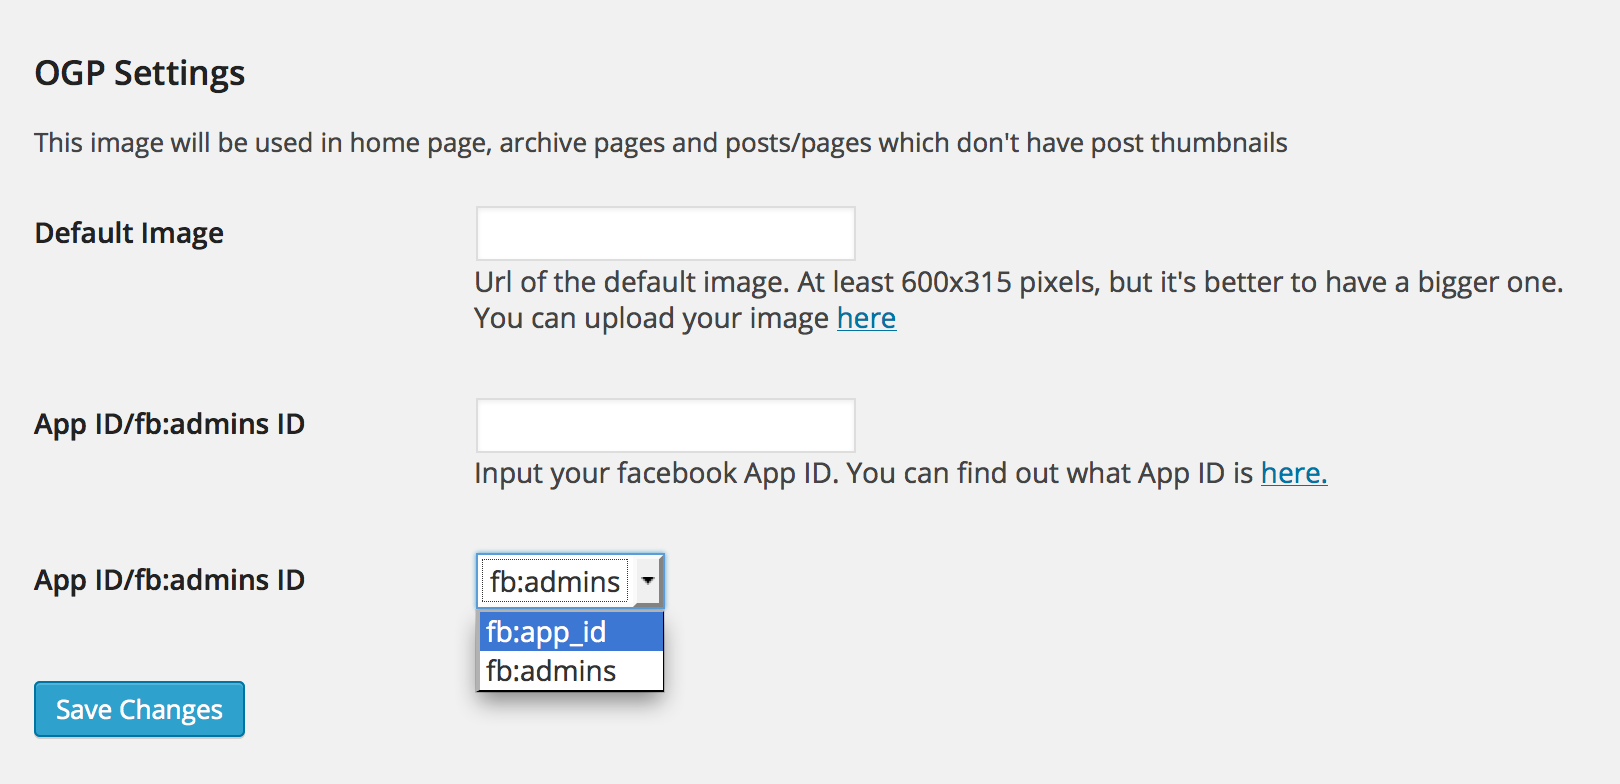 OGP Settings
This image will be used in home page, archive pages and posts/pages which don't have post thumbnails
Default Image
Url of the default image. At least 600x315 pixels, but it's better to have a bigger one.
You can upload your image here
App ID/fb:admins ID
Input your facebook App ID. You can find out what App ID is here.
App ID/fb:admins ID
fb:admins
fb:app_id
fb:admins
Save Changes